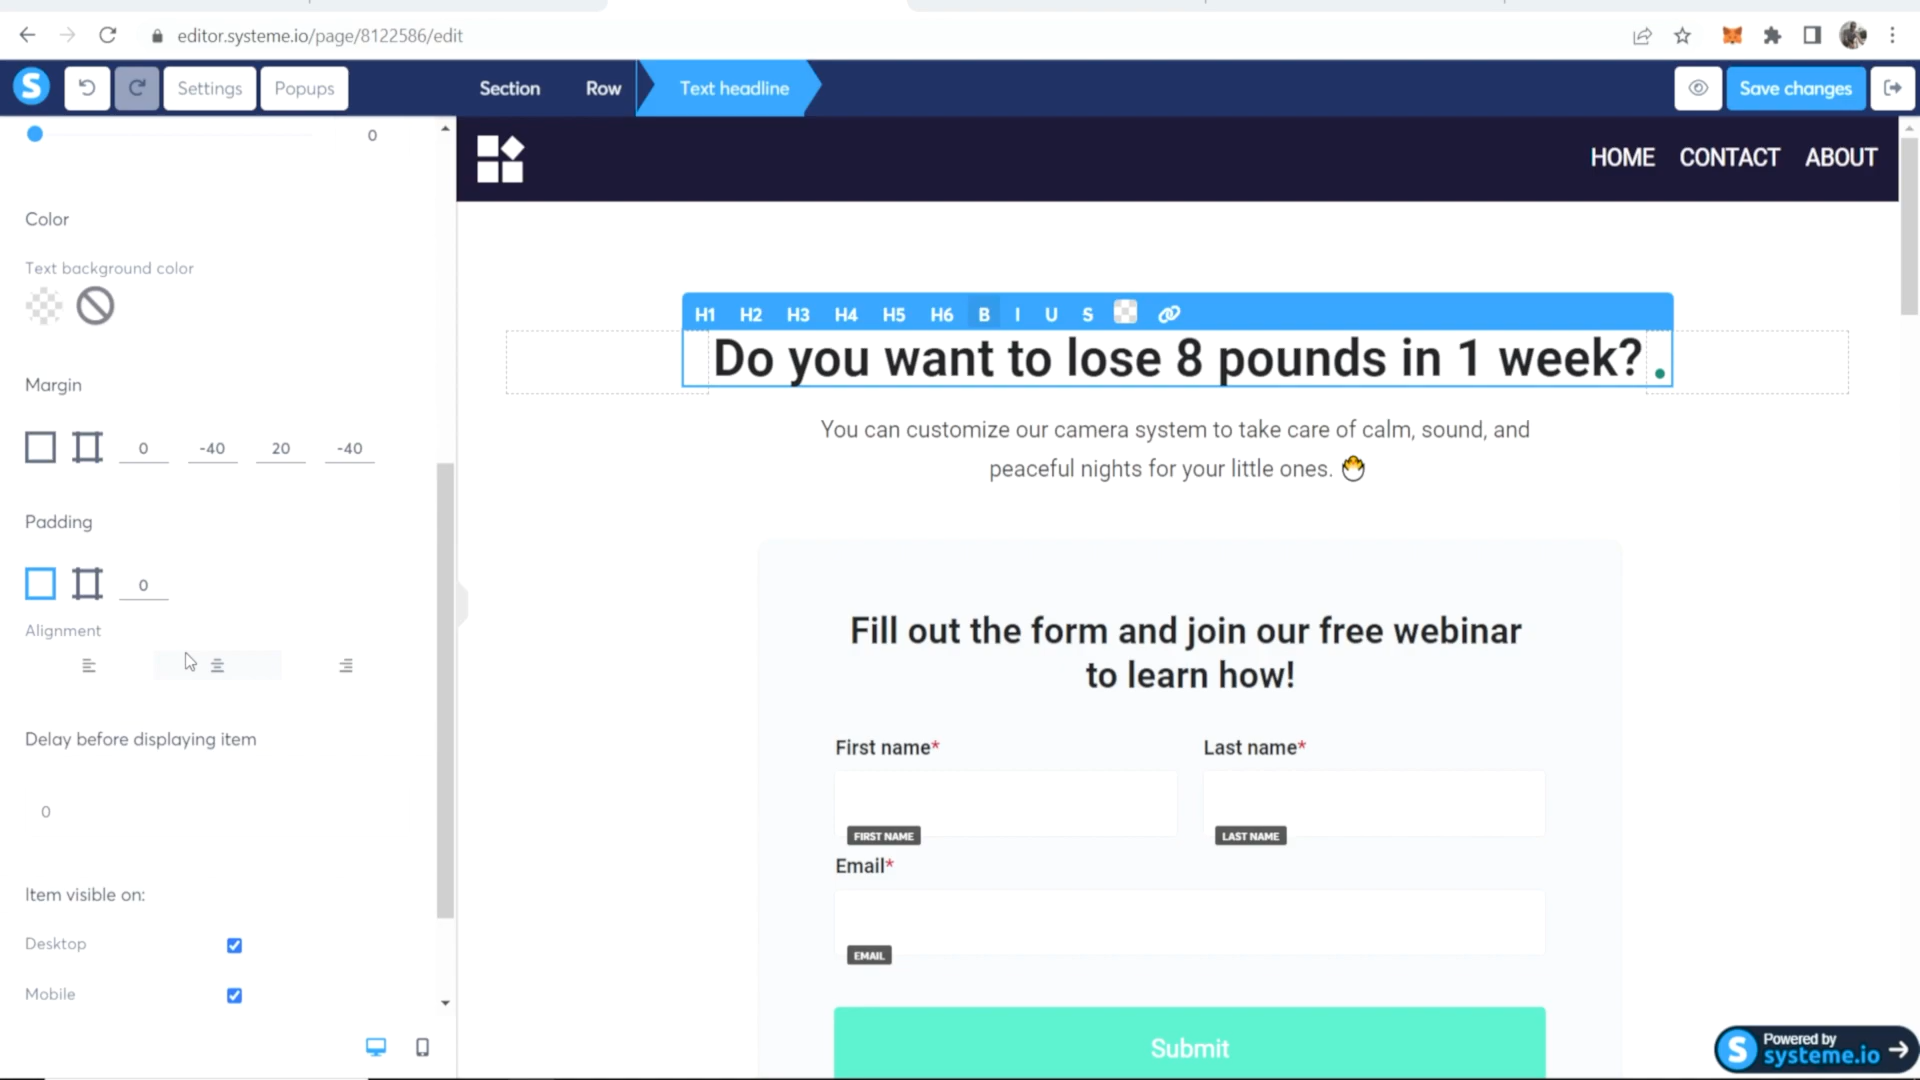 editor.systeme.io/page/8122586/edit
S
Settings
Popups
Section
Row
Text headline
Save changes
0
Color
Text background color
Margin
0
-40
20
-40
Padding
0
Alignment
Delay before displaying item
0
Item visible on:
Desktop
Mobile
HOME
CONTACT
ABOUT
H1 H2 H3 H4 H5 H6 B I U S
Do you want to lose 8 pounds in 1 week? .
You can customize our camera system to take care of calm, sound, and
peaceful nights for your little ones. 🐣
Fill out the form and join our free webinar
to learn how!
First name*
Last name*
FIRST NAME
LAST NAME
Email*
EMAIL
Submit
S
Powered by
systeme.io